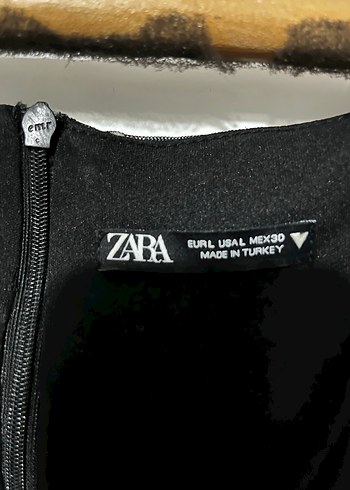 ZARA
EUR L USA L MEX 30
MADE IN TURKEY